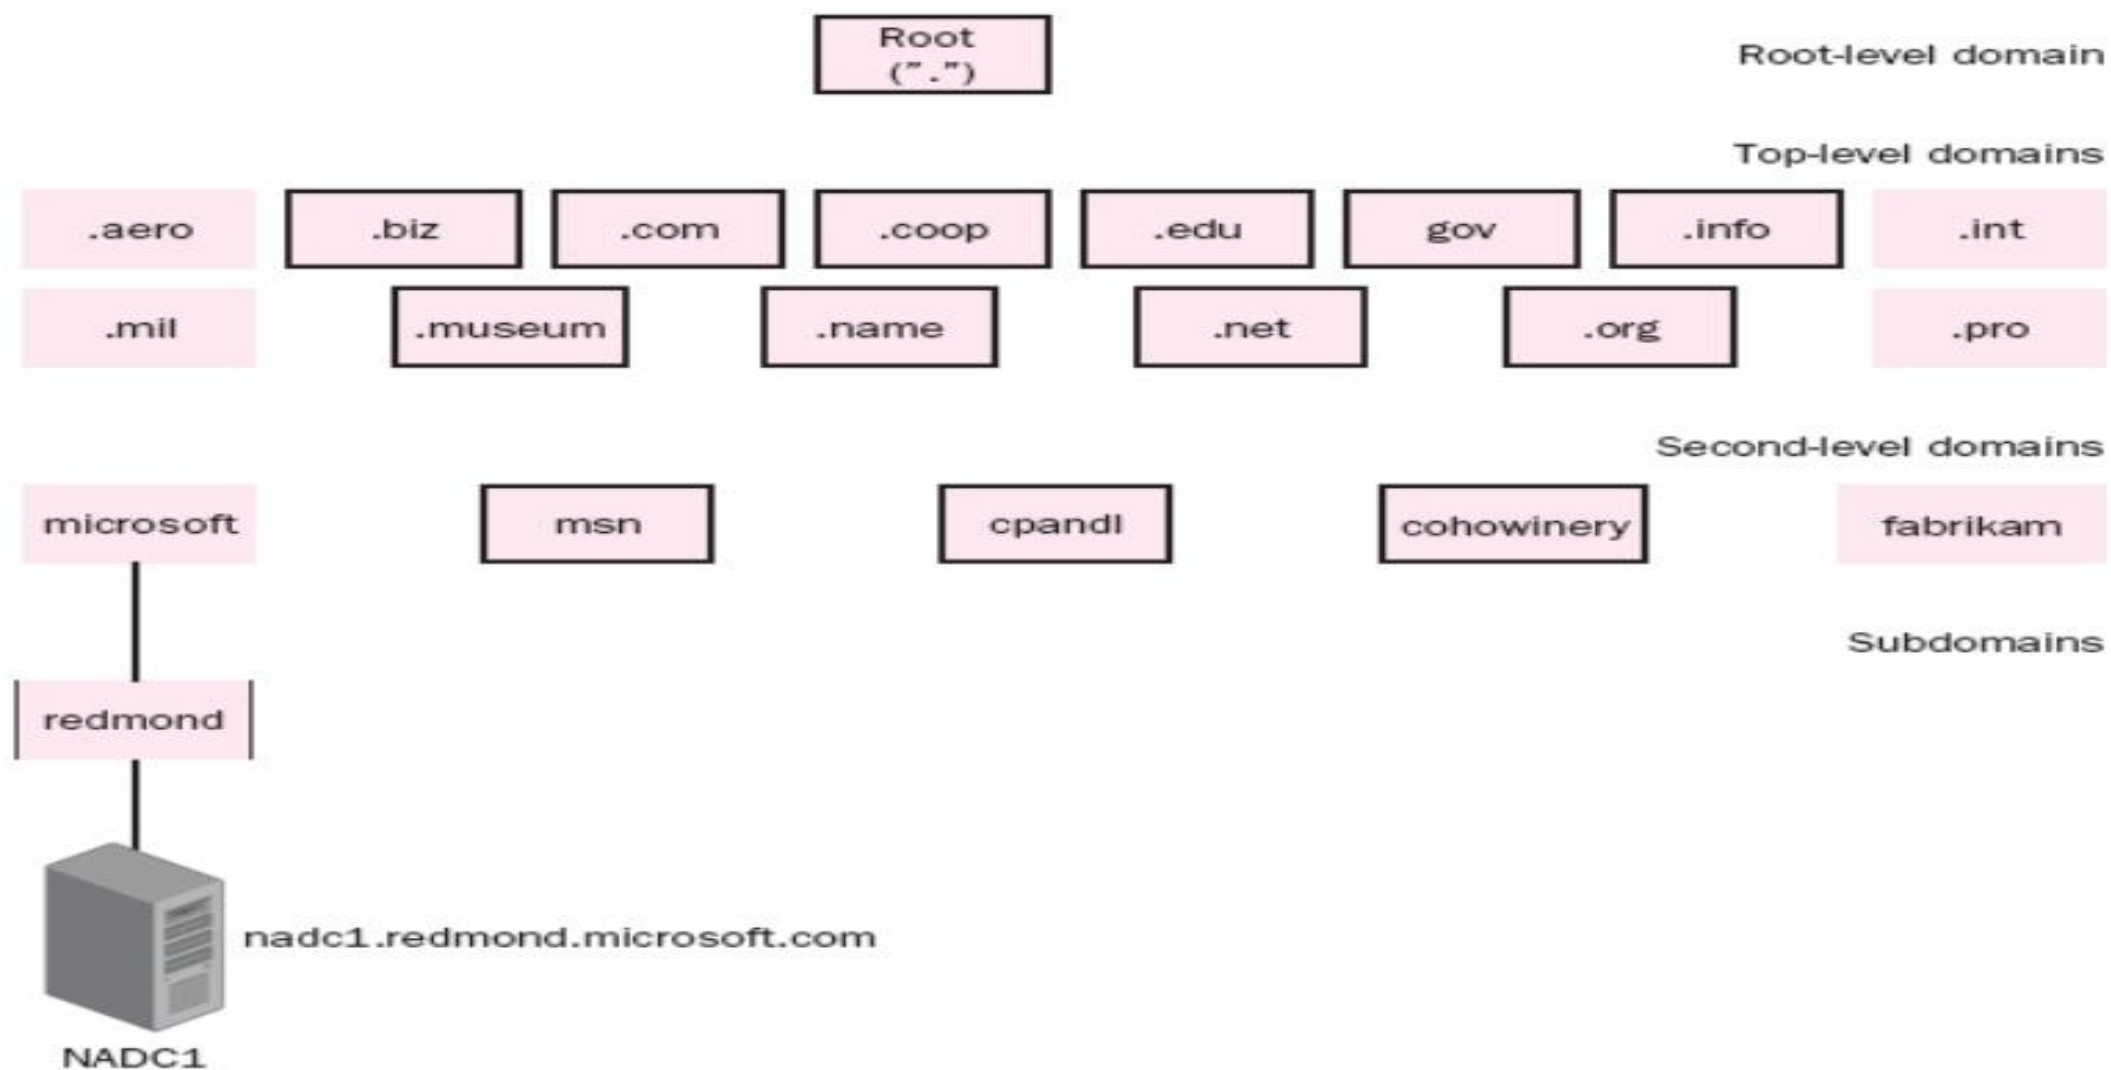 Root
(".")
Root-level domain
Top-level domains
.aero
.biz
.com
.coop
.edu
gov
.info
.int
.mil
.museum
.name
.net
.org
.pro
Second-level domains
microsoft
msn
cpandl
cohowinery
fabrikam
Subdomains
redmond
nadc1.redmond.microsoft.com
NADC1